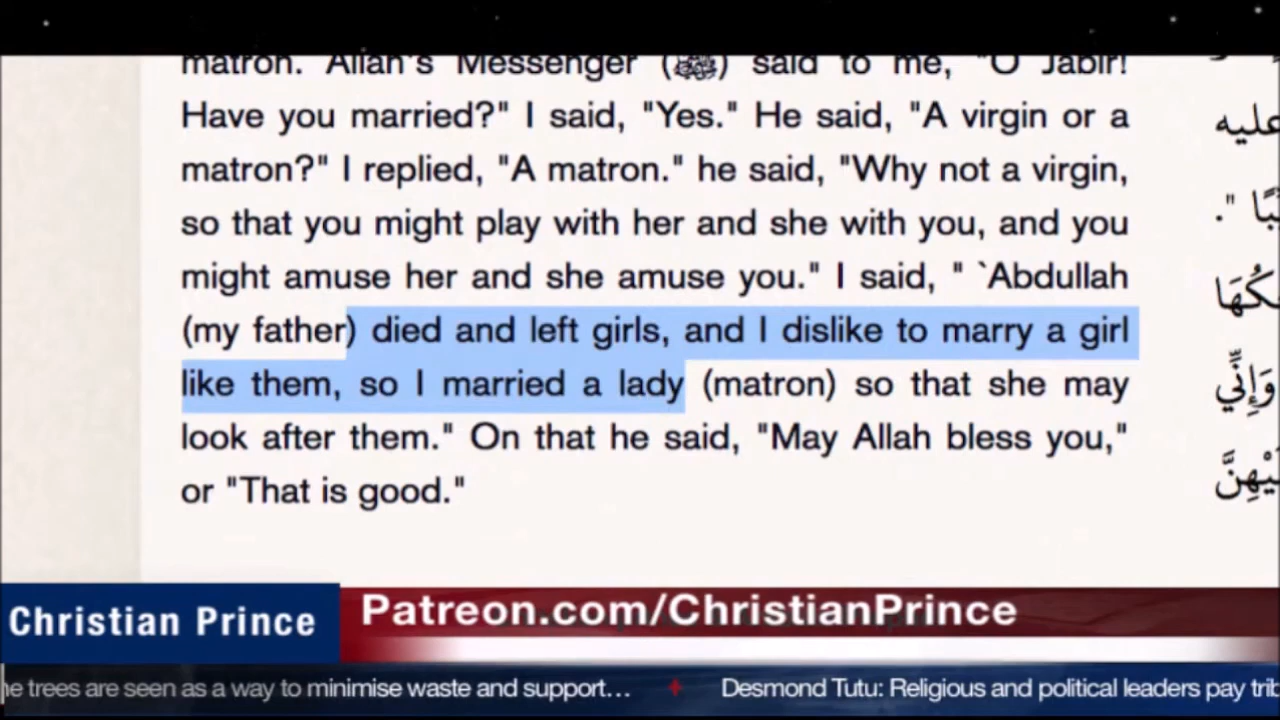 matron. Allah's Messenger (ﷺ) said to me, "O Jabir!
Have you married?" I said, "Yes." He said, "A virgin or a
matron?" I replied, "A matron." he said, "Why not a virgin,
so that you might play with her and she with you, and you
might amuse her and she amuse you." I said, " `Abdullah
(my father) died and left girls, and I dislike to marry a girl
like them, so I married a lady (matron) so that she may
look after them." On that he said, "May Allah bless you,"
or "That is good."
عليه
وَإِنِّي
Christian Prince
Patreon.com/ChristianPrince
he trees are seen as a way to minimise waste and support... + Desmond Tutu: Religious and political leaders pay trib